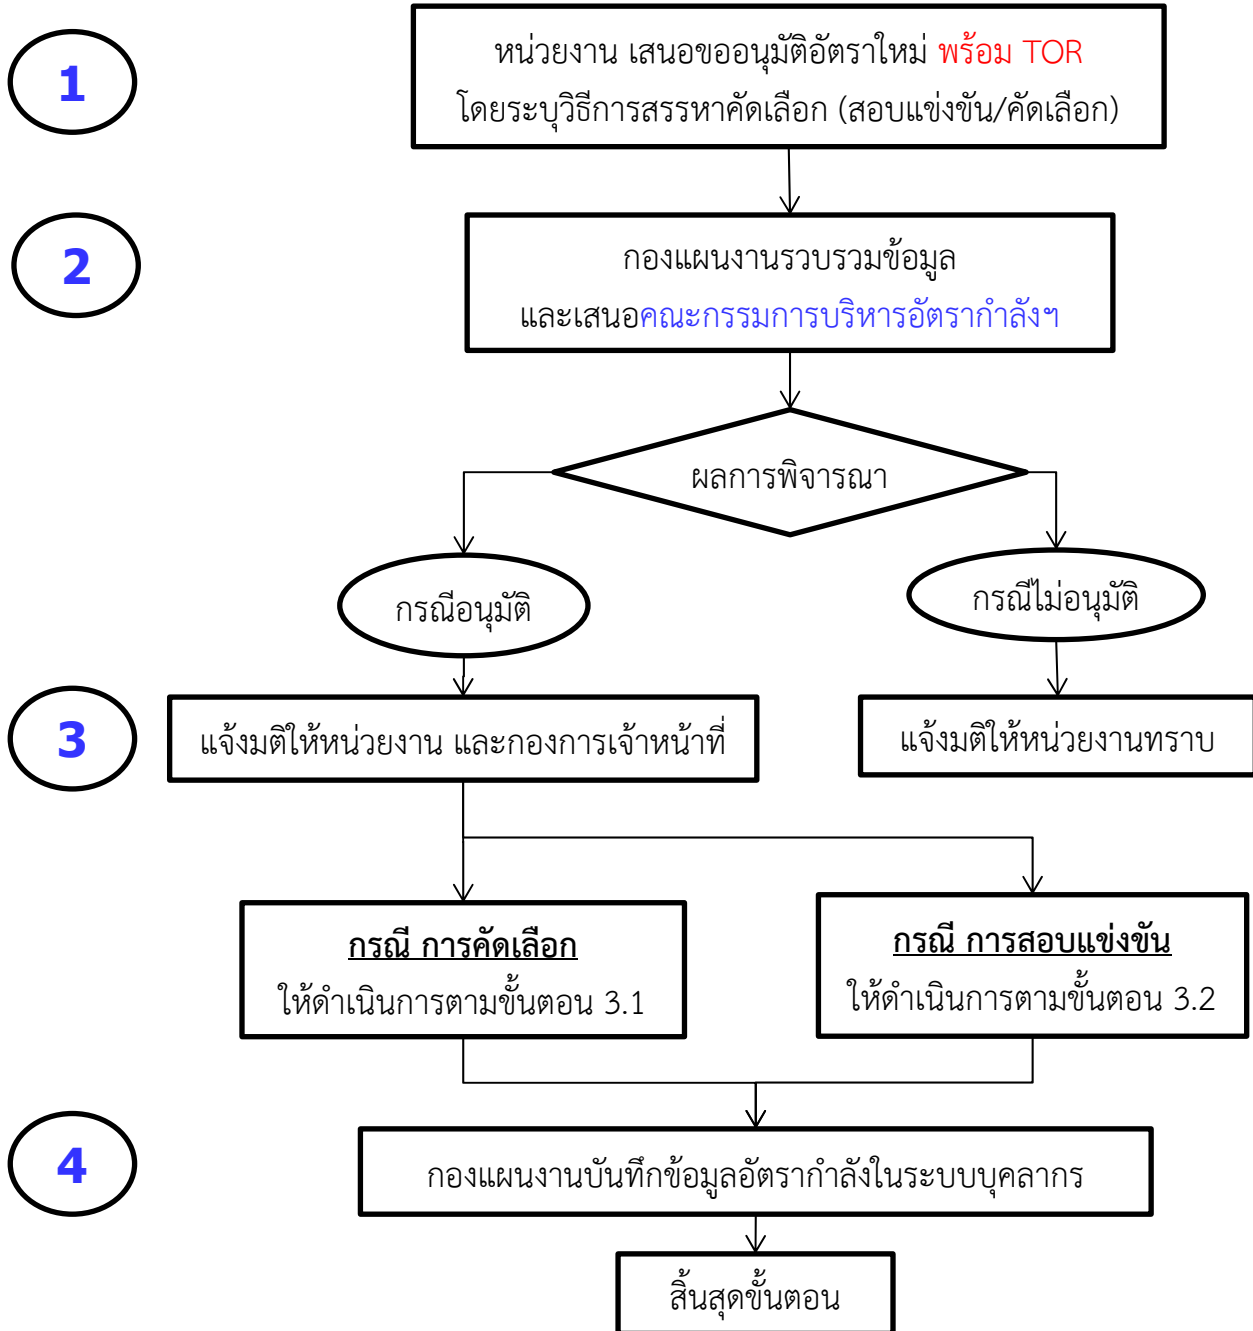 1
หน่วยงาน เสนอขออนุมัติอัตราใหม่ พร้อม TOR
โดยระบุวิธีการสรรหาคัดเลือก (สอบแข่งขัน/คัดเลือก)
2
กองแผนงานรวบรวมข้อมูล
และเสนอคณะกรรมการบริหารอัตรากำลังฯ
ผลการพิจารณา
กรณีอนุมัติ
กรณีไม่อนุมัติ
3
แจ้งมติให้หน่วยงาน และกองการเจ้าหน้าที่
แจ้งมติให้หน่วยงานทราบ
กรณี การคัดเลือก
ให้ดำเนินการตามขั้นตอน 3.1
กรณี การสอบแข่งขัน
ให้ดำเนินการตามขั้นตอน 3.2
4
กองแผนงานบันทึกข้อมูลอัตรากำลังในระบบบุคลากร
สิ้นสุดขั้นตอน